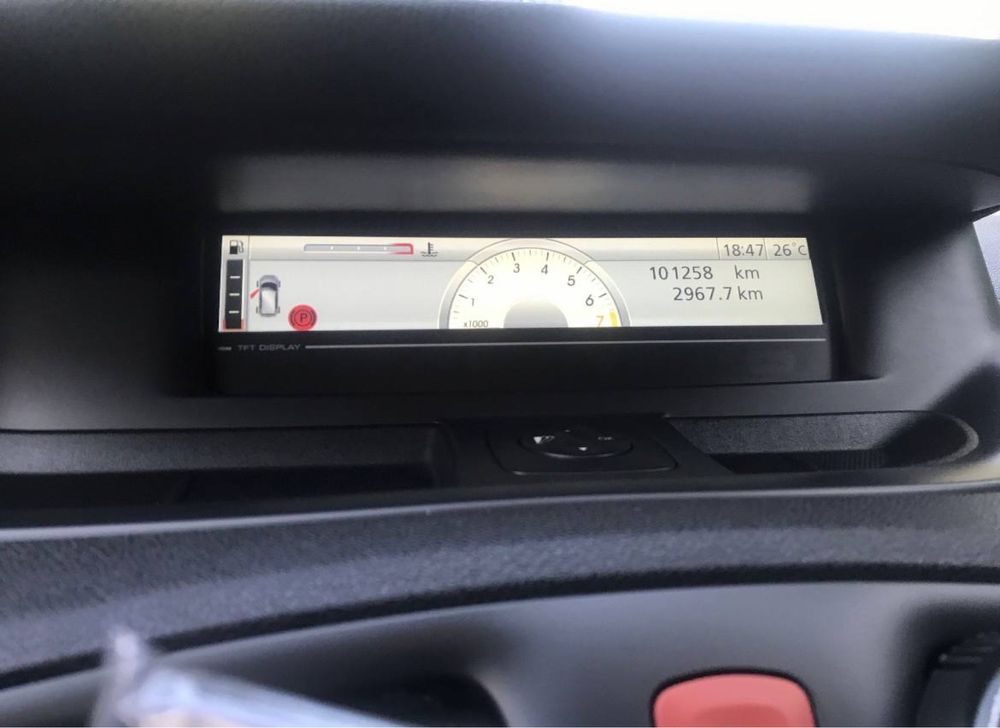 18:47 26°C
101258 km
2967.7 km
1 2 3 4 5 6 7
x1000
P
TFT DISPLAY